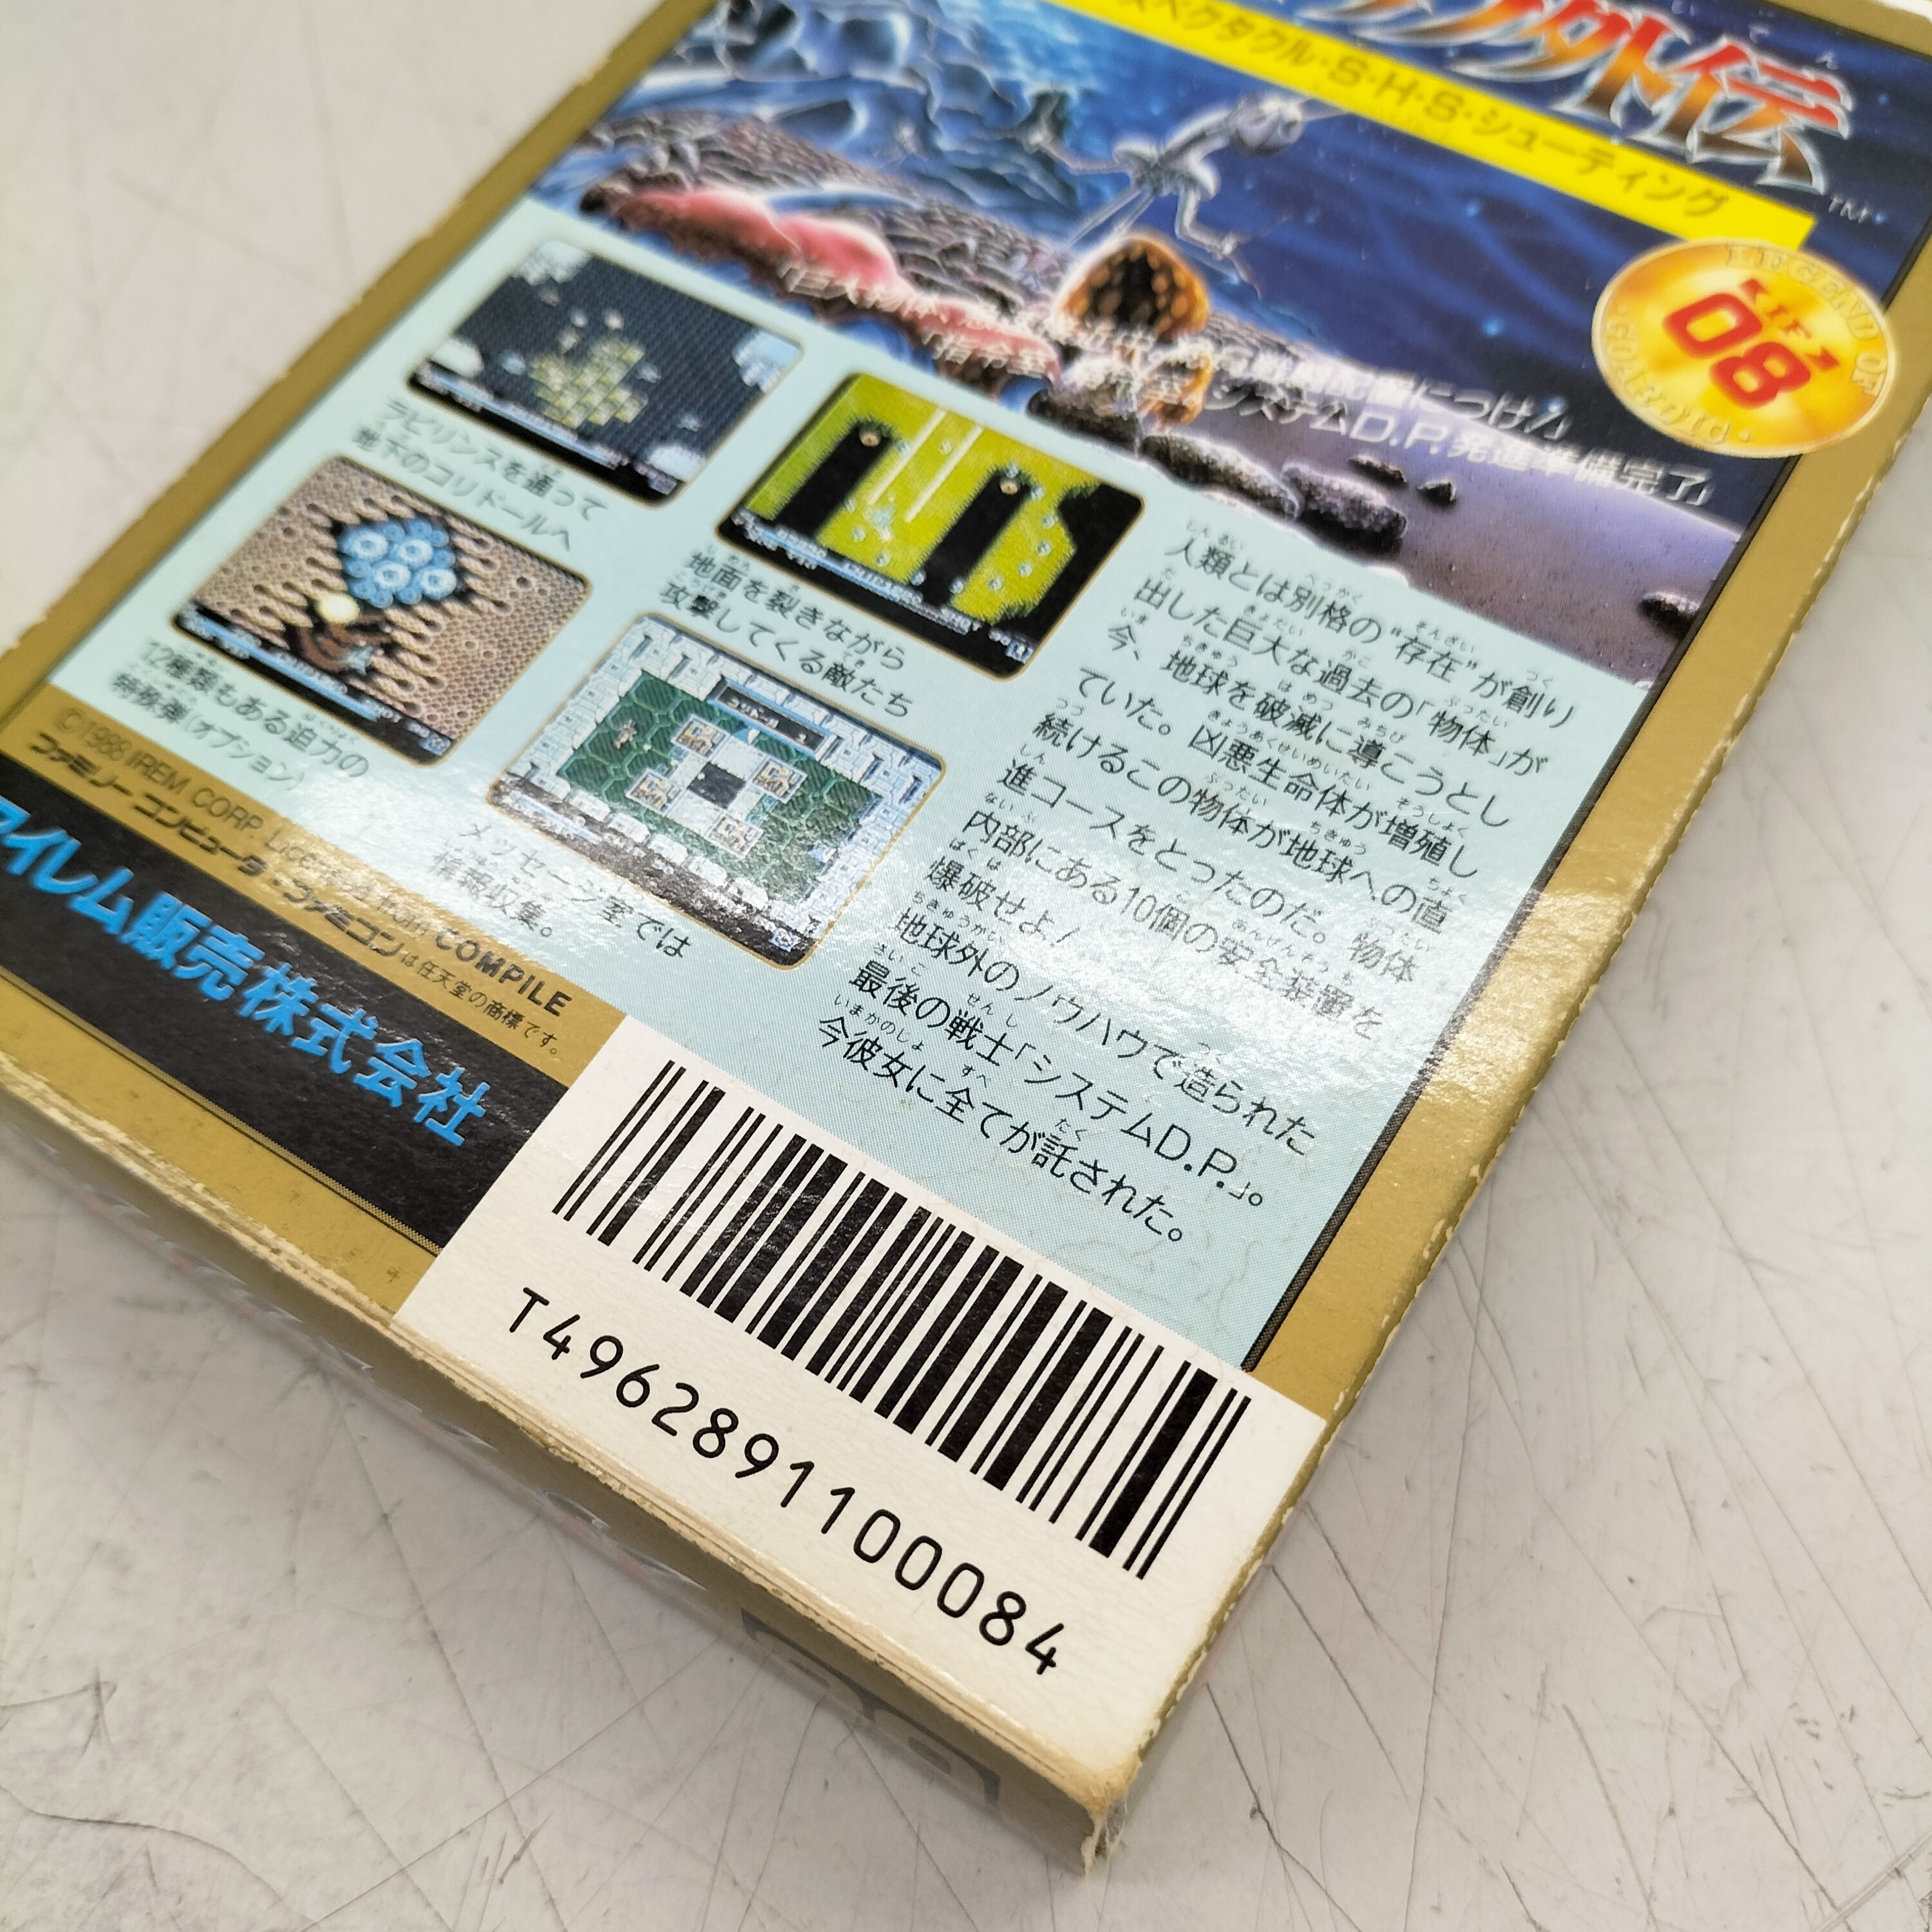 外伝
™
スペクタクル・S・H・S・シューティング
LEGEND OF
KIF
08
GUARDIC
システムD.P.発進準備完了」
ラビリンスを通って
地下のコリドールへ
地面を裂きながら
攻撃してくる敵たち
12種類もある迫力の
特務弾(オプション)
メッセージ室では
情報収集。
人類とは別格の“存在”が創り
出した巨大な過去の「物体」が
今、地球を破滅に導こうとし
ていた。凶悪生命体が増殖し
続けるこの物体が地球への直
進コースをとったのだ。物体
内部にある10個の安全装置を
爆破せよ!
地球外のノウハウで造られた
最後の戦士「システムD.P.」。
今彼女に全てが託された。
©1988 IREM CORP. Licensed from COMPILE
ファミリー コンピュータ・ファミコンは任天堂の商標です。
アイレム販売株式会社
T4962891100084